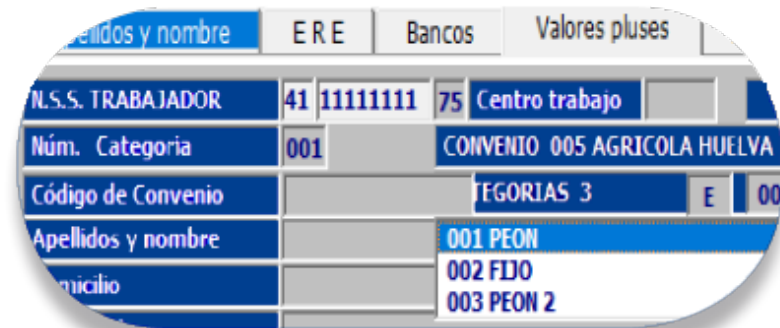 Apellidos y nombre E R E Bancos Valores pluses
N.S.S. TRABAJADOR 41 11111111 75 Centro trabajo
Núm. Categoria 001 CONVENIO 005 AGRICOLA HUELVA
Código de Convenio TEGORIAS 3 E 00
Apellidos y nombre 001 PEON
micilio 002 FIJO
003 PEON 2